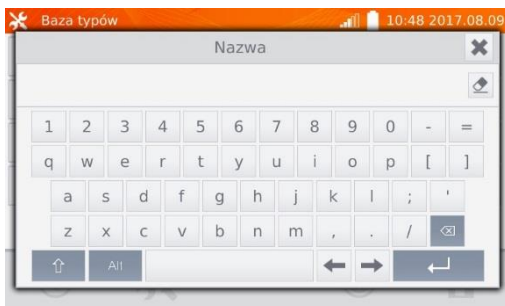 Baza typów 10:48 2017.08.09
Nazwa
1 2 3 4 5 6 7 8 9 0 - =
q w e r t y u i o p [ ]
a s d f g h j k l ; '
z x c v b n m , . /
Alt